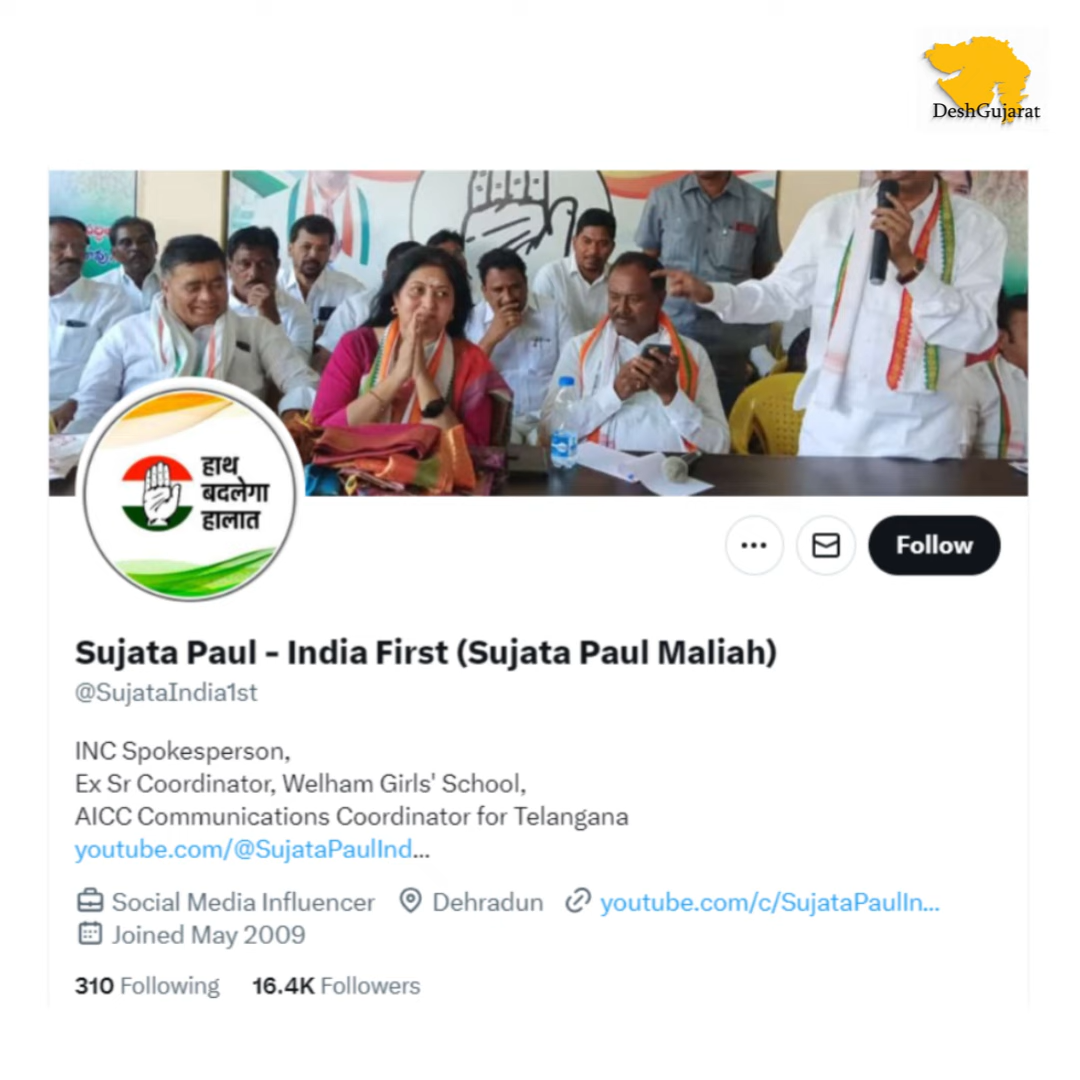 DeshGujarat
हाथ
बदलेगा
हालात
Follow
Sujata Paul - India First (Sujata Paul Maliah)
@SujataIndia1st
INC Spokesperson,
Ex Sr Coordinator, Welham Girls' School,
AICC Communications Coordinator for Telangana
youtube.com/@SujataPaulInd...
Social Media Influencer Dehradun youtube.com/c/SujataPaulIn...
Joined May 2009
310 Following 16.4K Followers